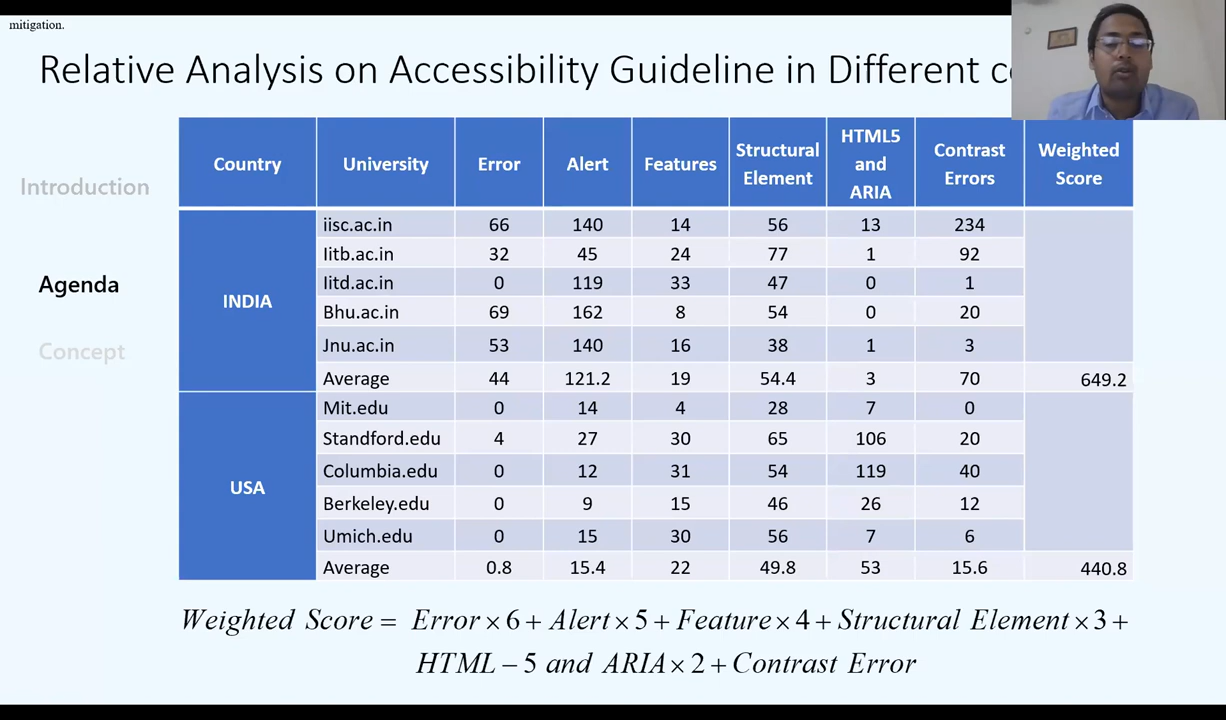 mitigation.
Relative Analysis on Accessibility Guideline in Different
Introduction
Agenda
Concept
Country University Error Alert Features Structural Element HTML5 and ARIA Contrast Errors Weighted Score
INDIA
iisc.ac.in 66 140 14 56 13 234
Iitb.ac.in 32 45 24 77 1 92
Iitd.ac.in 0 119 33 47 0 1
Bhu.ac.in 69 162 8 54 0 20
Jnu.ac.in 53 140 16 38 1 3
Average 44 121.2 19 54.4 3 70 649.2
USA
Mit.edu 0 14 4 28 7 0
Standford.edu 4 27 30 65 106 20
Columbia.edu 0 12 31 54 119 40
Berkeley.edu 0 9 15 46 26 12
Umich.edu 0 15 30 56 7 6
Average 0.8 15.4 22 49.8 53 15.6 440.8
Weighted Score = Error × 6 + Alert × 5 + Feature × 4 + Structural Element × 3 +
HTML – 5 and ARIA × 2 + Contrast Error